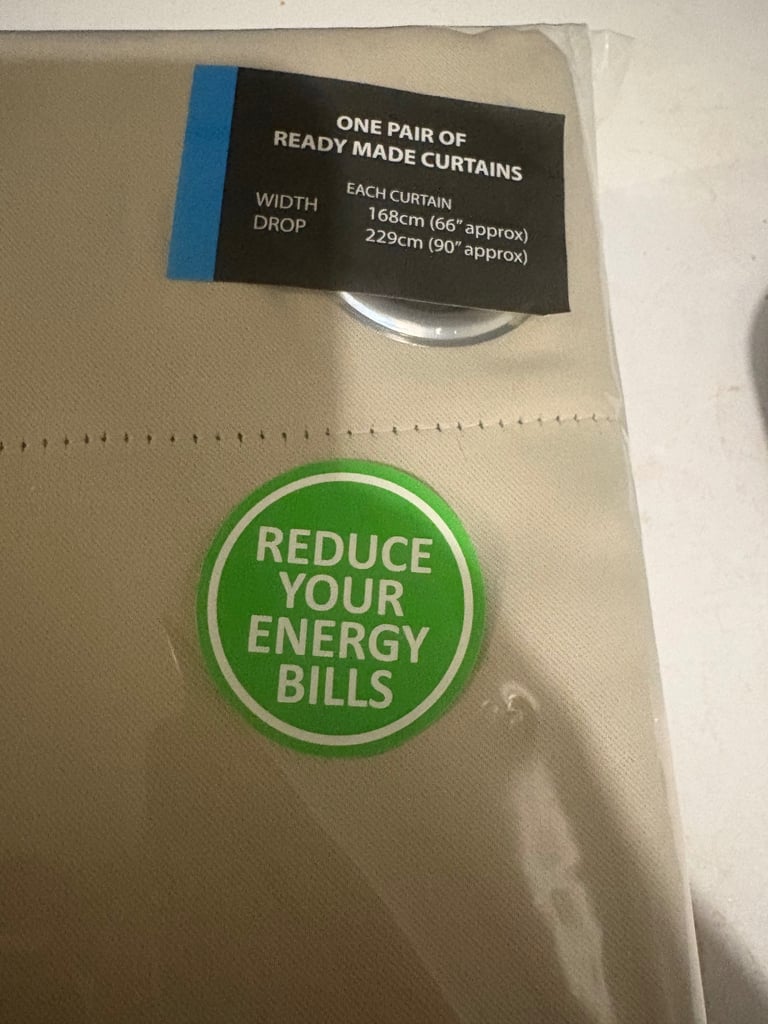 ONE PAIR OF
READY MADE CURTAINS
EACH CURTAIN
WIDTH 168cm (66” approx)
DROP 229cm (90” approx)
REDUCE
YOUR
ENERGY
BILLS